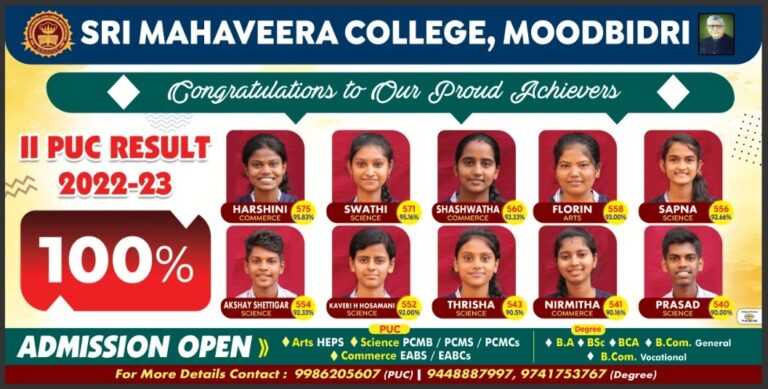 SRI MAHAVEERA COLLEGE, MOODBIDRI
Congratulations to Our Proud Achievers
II PUC RESULT
2022-23
100%
HARSHINI
COMMERCE
575
95.83%
SWATHI
SCIENCE
571
95.16%
SHASHWATHA
COMMERCE
560
93.33%
FLORIN
ARTS
558
93.00%
SAPNA
SCIENCE
556
92.66%
AKSHAY SHETTIGAR
SCIENCE
554
92.33%
KAVERI H HOSAMANI
SCIENCE
552
92.00%
THRISHA
SCIENCE
543
90.5%
NIRMITHA
COMMERCE
541
90.16%
PRASAD
SCIENCE
540
90.00%
ADMISSION OPEN
PUC
Arts HEPS Science PCMB / PCMS / PCMCs
Commerce EABS / EABCs
Degree
B.A BSc BCA B.Com. General
B.Com. Vocational
For More Details Contact : 9986205607 (PUC) | 9448887997, 9741753767 (Degree)